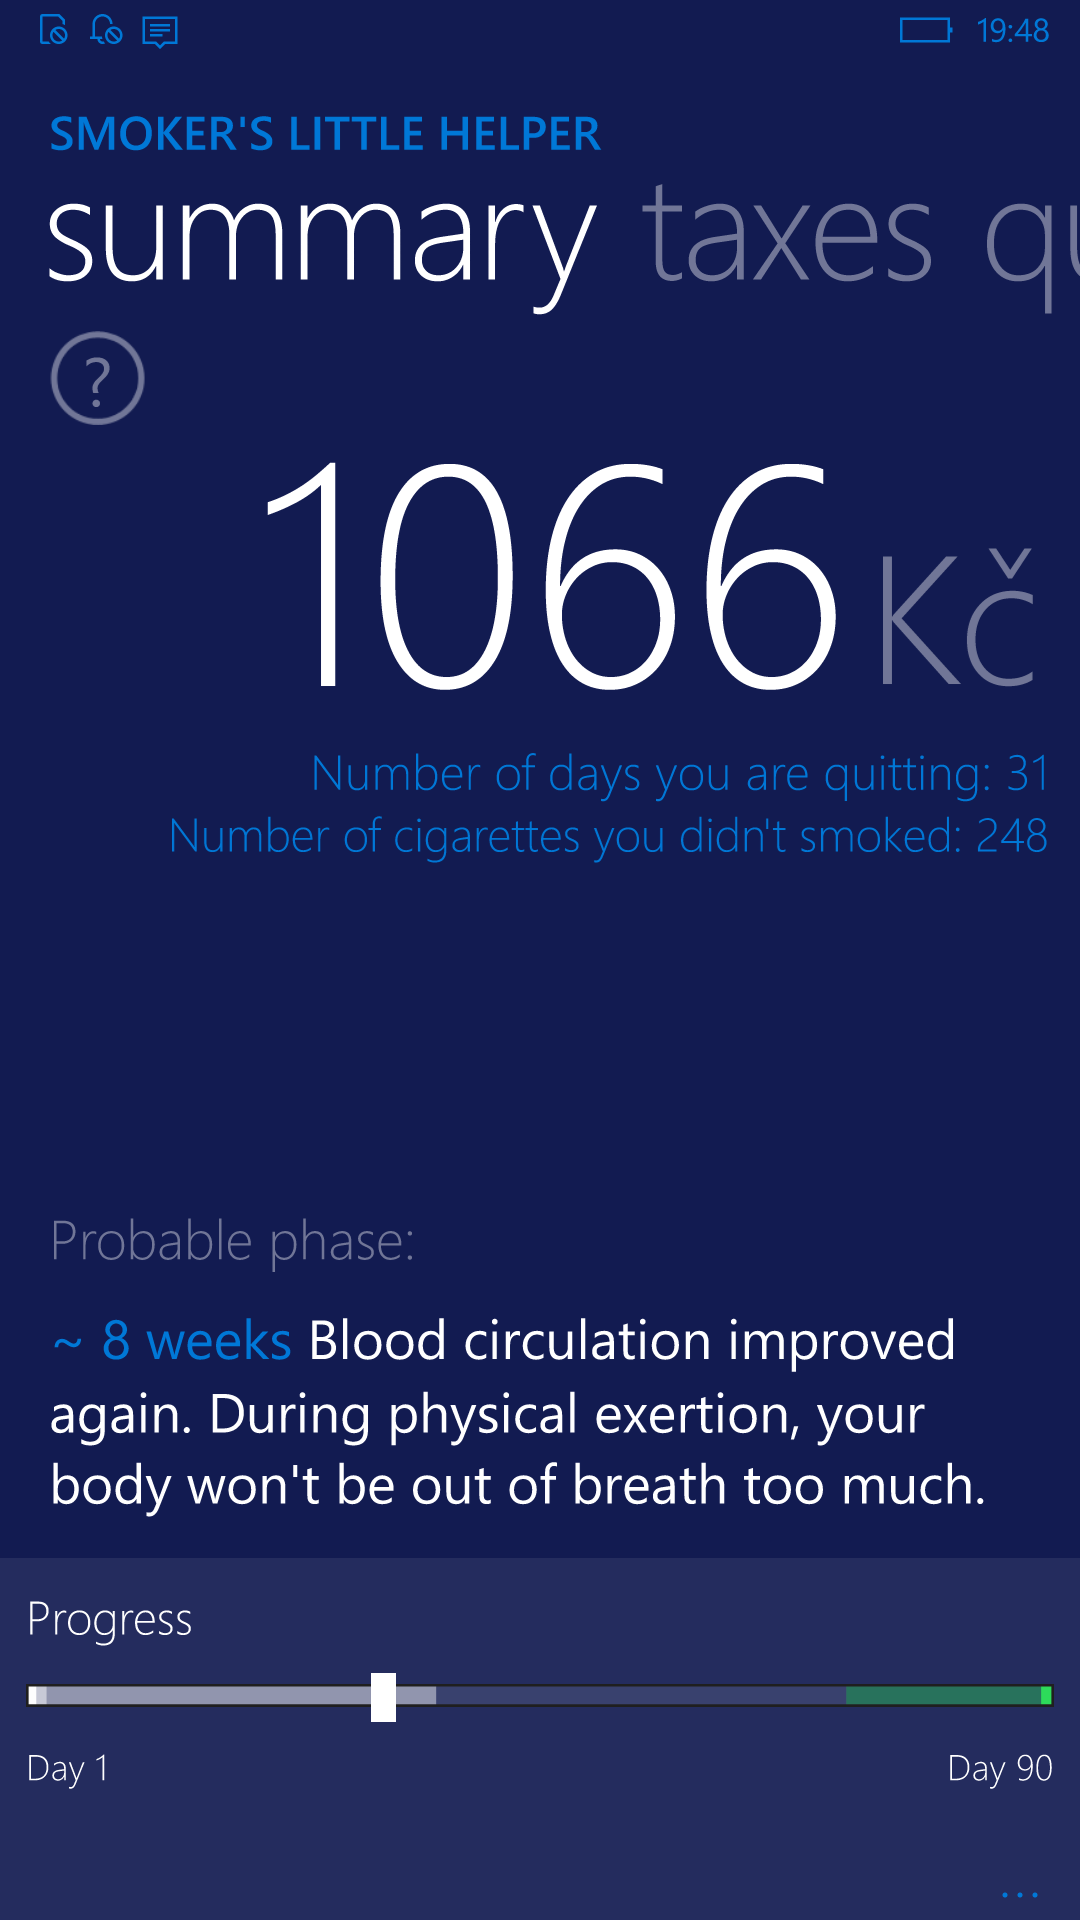 19:48
SMOKER'S LITTLE HELPER
summary taxes qu
?
1066 Kč
Number of days you are quitting: 31
Number of cigarettes you didn't smoked: 248
Probable phase:
~ 8 weeks Blood circulation improved
again. During physical exertion, your
body won't be out of breath too much.
Progress
Day 1 Day 90
...